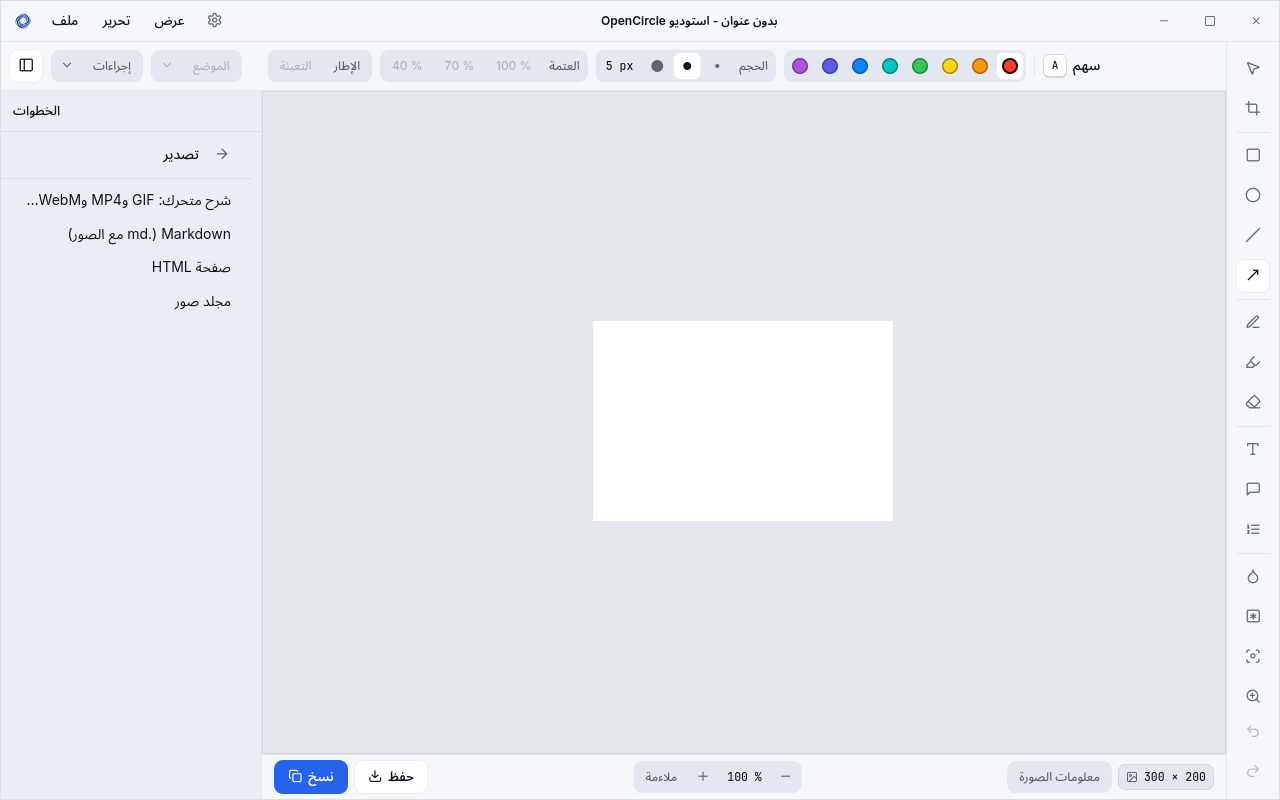 بدون عنوان - استوديو OpenCircle
ملف
تحرير
عرض
سهم
A
الحجم
5 px
العتمة
100 %
70 %
40 %
الإطار
التعبئة
الموضع
إجراءات
الخطوات
تصدير
شرح متحرك: GIF وMP4 وWebM...
Markdown (.md مع الصور)
صفحة HTML
مجلد صور
300 × 200
معلومات الصورة
100 %
ملاءمة
حفظ
نسخ